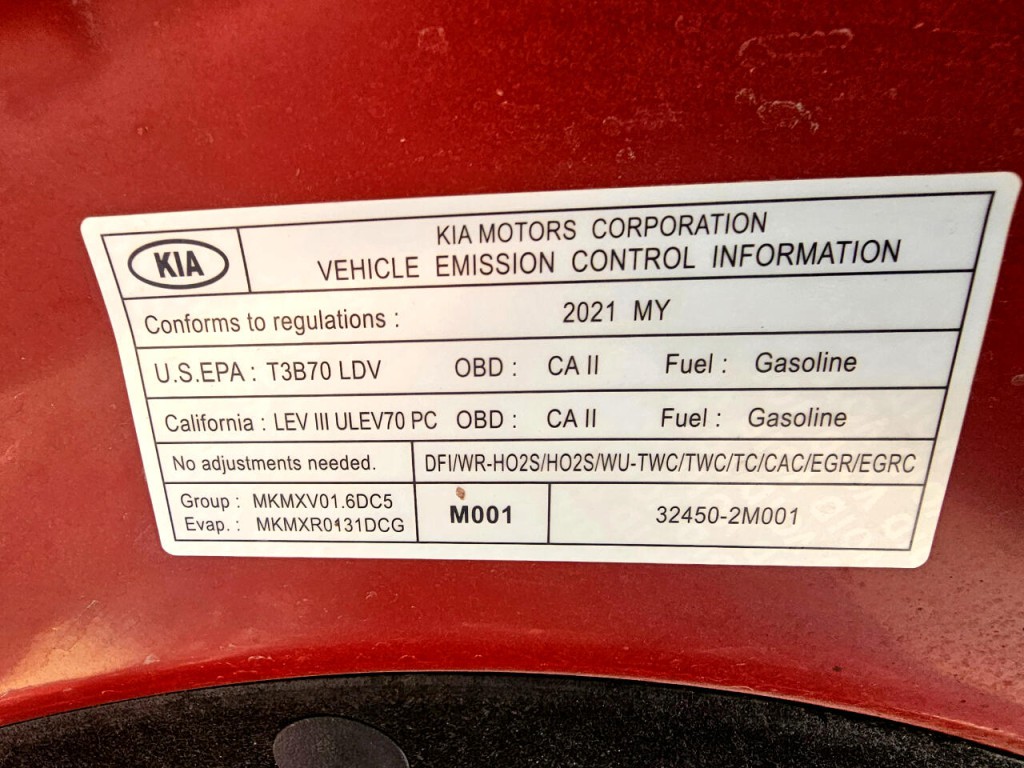 KIA
KIA MOTORS CORPORATION
VEHICLE EMISSION CONTROL INFORMATION
Conforms to regulations : 2021 MY
U.S.EPA : T3B70 LDV OBD : CA II Fuel : Gasoline
California : LEV III ULEV70 PC OBD : CA II Fuel : Gasoline
No adjustments needed. DFI/WR-HO2S/HO2S/WU-TWC/TWC/TC/CAC/EGR/EGRC
Group : MKMXV01.6DC5
Evap. : MKMXR0131DCG
M001
32450-2M001